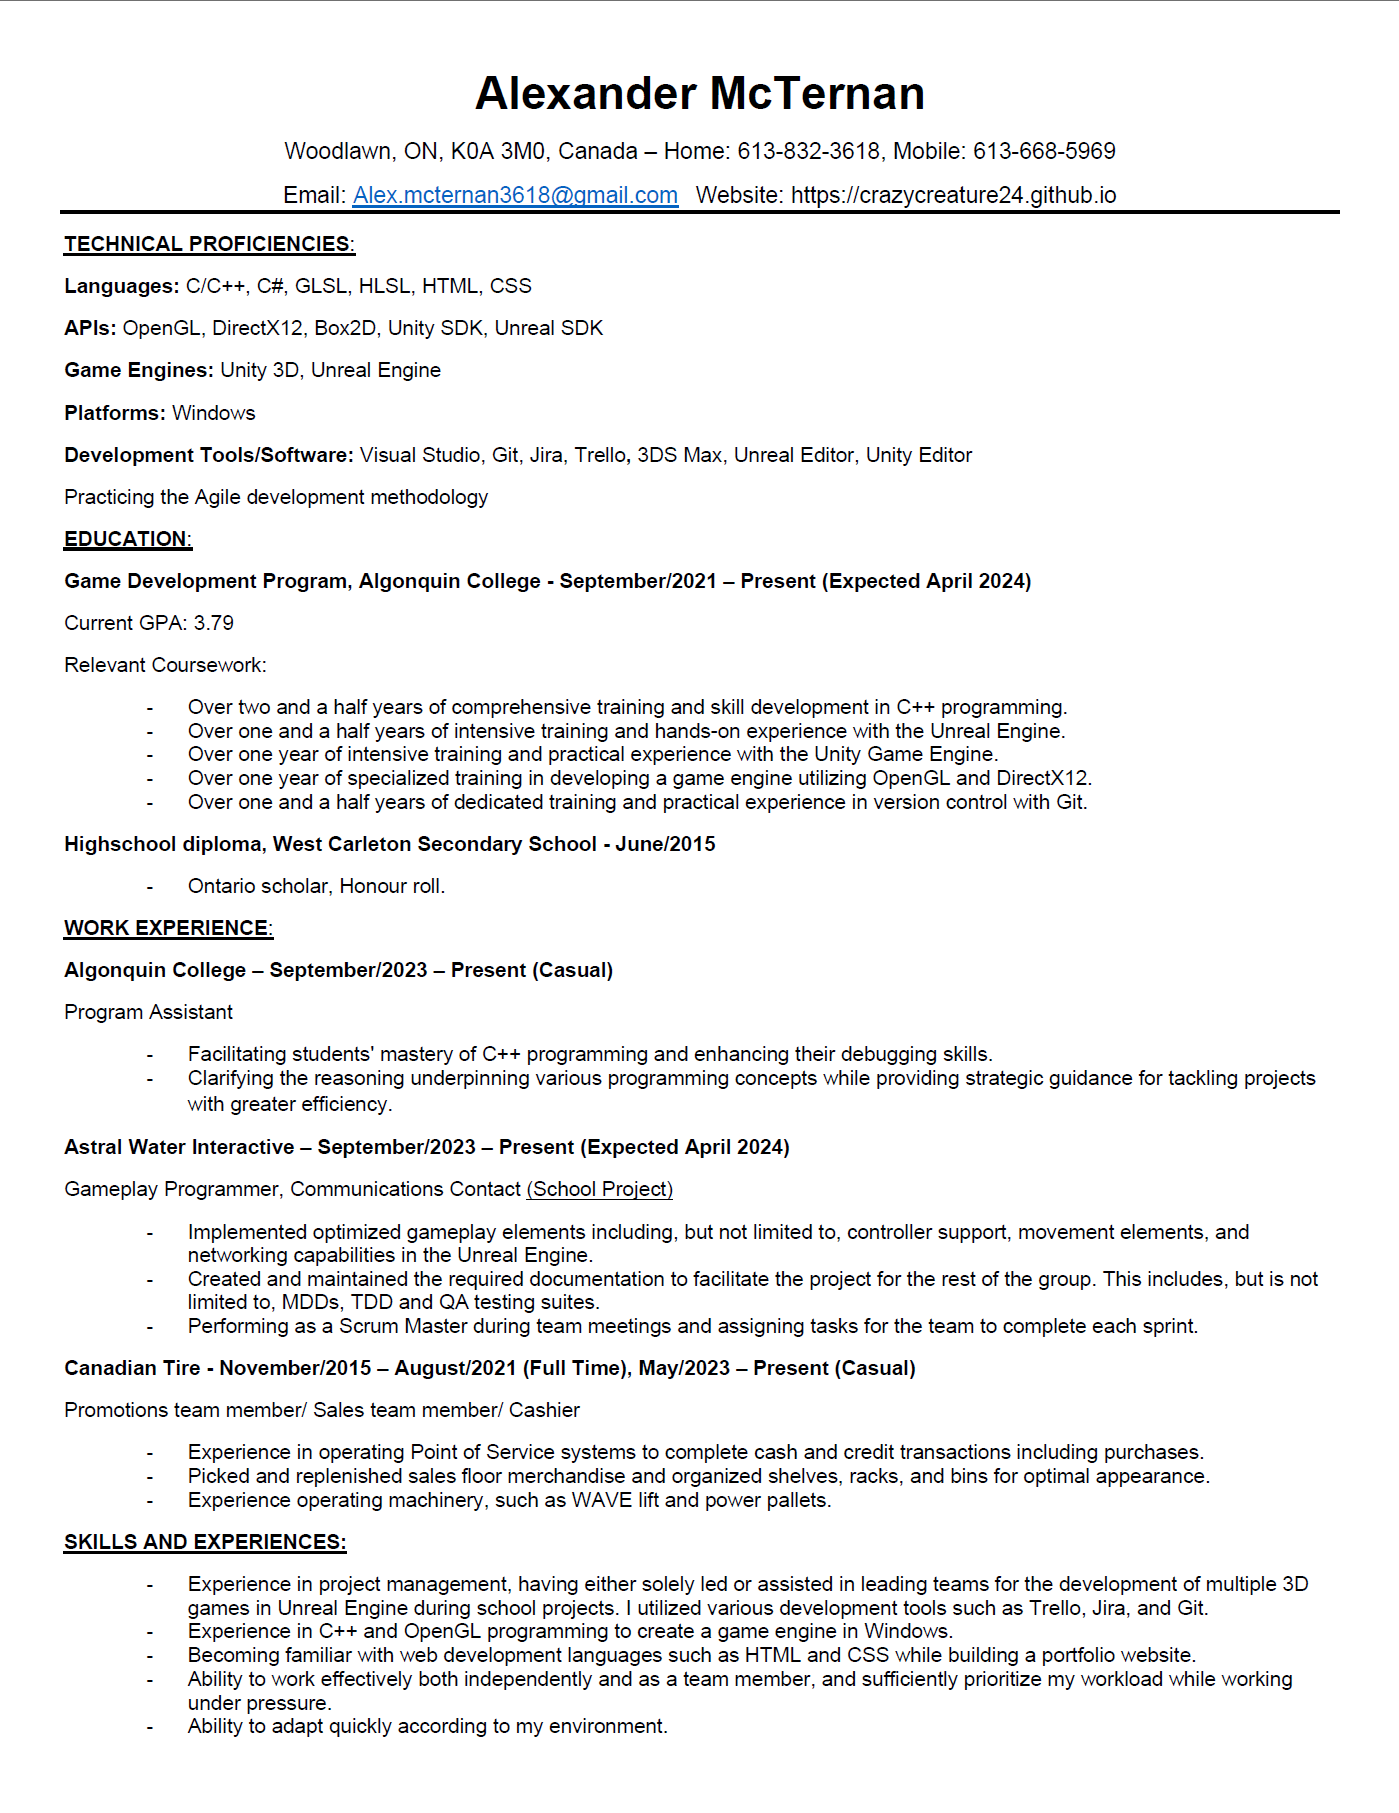 Alexander McTernan
Woodlawn, ON, K0A 3M0, Canada – Home: 613-832-3618, Mobile: 613-668-5969
Email: Alex.mcternan3618@gmail.com Website: https://crazycreature24.github.io
TECHNICAL PROFICIENCIES:
Languages: C/C++, C#, GLSL, HLSL, HTML, CSS
APIs: OpenGL, DirectX12, Box2D, Unity SDK, Unreal SDK
Game Engines: Unity 3D, Unreal Engine
Platforms: Windows
Development Tools/Software: Visual Studio, Git, Jira, Trello, 3DS Max, Unreal Editor, Unity Editor
Practicing the Agile development methodology
EDUCATION:
Game Development Program, Algonquin College - September/2021 – Present (Expected April 2024)
Current GPA: 3.79
Relevant Coursework:
- Over two and a half years of comprehensive training and skill development in C++ programming.
- Over one and a half years of intensive training and hands-on experience with the Unreal Engine.
- Over one year of intensive training and practical experience with the Unity Game Engine.
- Over one year of specialized training in developing a game engine utilizing OpenGL and DirectX12.
- Over one and a half years of dedicated training and practical experience in version control with Git.
Highschool diploma, West Carleton Secondary School - June/2015
- Ontario scholar, Honour roll.
WORK EXPERIENCE:
Algonquin College – September/2023 – Present (Casual)
Program Assistant
- Facilitating students' mastery of C++ programming and enhancing their debugging skills.
- Clarifying the reasoning underpinning various programming concepts while providing strategic guidance for tackling projects
with greater efficiency.
Astral Water Interactive – September/2023 – Present (Expected April 2024)
Gameplay Programmer, Communications Contact (School Project)
- Implemented optimized gameplay elements including, but not limited to, controller support, movement elements, and
networking capabilities in the Unreal Engine.
- Created and maintained the required documentation to facilitate the project for the rest of the group. This includes, but is not
limited to, MDDs, TDD and QA testing suites.
- Performing as a Scrum Master during team meetings and assigning tasks for the team to complete each sprint.
Canadian Tire - November/2015 – August/2021 (Full Time), May/2023 – Present (Casual)
Promotions team member/ Sales team member/ Cashier
- Experience in operating Point of Service systems to complete cash and credit transactions including purchases.
- Picked and replenished sales floor merchandise and organized shelves, racks, and bins for optimal appearance.
- Experience operating machinery, such as WAVE lift and power pallets.
SKILLS AND EXPERIENCES:
- Experience in project management, having either solely led or assisted in leading teams for the development of multiple 3D
games in Unreal Engine during school projects. I utilized various development tools such as Trello, Jira, and Git.
- Experience in C++ and OpenGL programming to create a game engine in Windows.
- Becoming familiar with web development languages such as HTML and CSS while building a portfolio website.
- Ability to work effectively both independently and as a team member, and sufficiently prioritize my workload while working
under pressure.
- Ability to adapt quickly according to my environment.